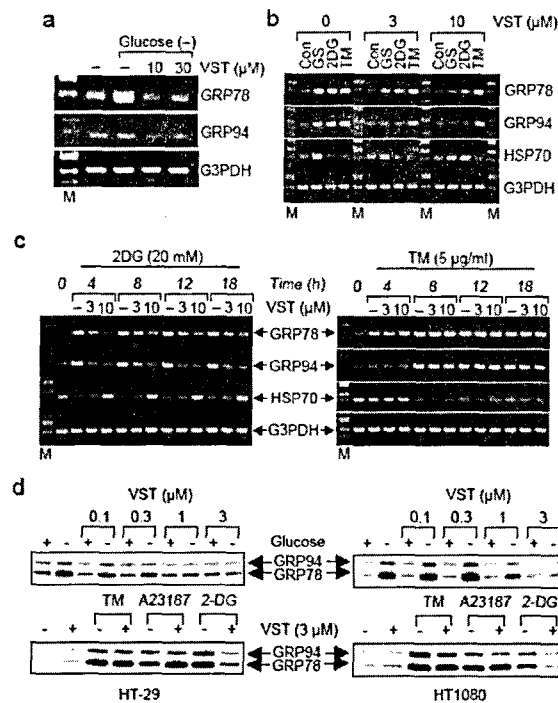 a
Glucose (–)
– – 10 30 VST (µM)
GRP78
GRP94
G3PDH
M
b
0 3 10 VST (µM)
Con GS 2DG TM Con GS 2DG TM Con GS 2DG TM
GRP78
GRP94
HSP70
G3PDH
M M M M
c
2DG (20 mM)
0 4 8 12 18 Time (h)
– 3 10 – 3 10 – 3 10 – 3 10 VST (µM)
TM (5 µg/ml)
0 4 8 12 18
– 3 10 – 3 10 – 3 10 – 3 10
GRP78
GRP94
HSP70
G3PDH
M M
d
VST (µM)
0.1 0.3 1 3
+ - + - + - + - + - Glucose
VST (µM)
0.1 0.3 1 3
+ - + - + - + - + -
GRP94
GRP78
TM A23187 2-DG
- + - + - + - + VST (3 µM)
TM A23187 2-DG
- + - + - + - +
GRP94
GRP78
HT-29 HT1080